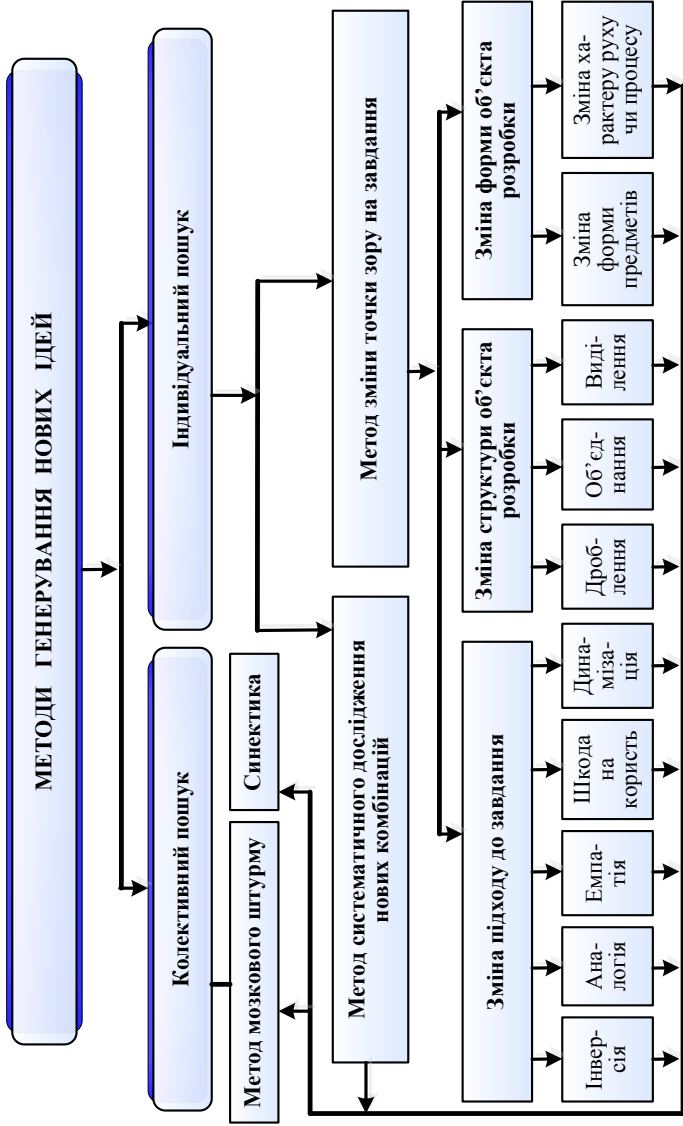 МЕТОДИ ГЕНЕРУВАННЯ НОВИХ ІДЕЙ
Колективний пошук
Індивідуальний пошук
Метод мозкового штурму
Синектика
Метод систематичного дослідження
нових комбінацій
Метод зміни точки зору на завдання
Зміна підходу до завдання
Зміна структури об’єкта
розробки
Зміна форми об’єкта
розробки
Інвер-
сія
Ана-
логія
Емпа-
тія
Шкода
на
користь
Дина-
міза-
ція
Дроб-
лення
Об’єд-
нання
Виді-
лення
Зміна
форми
предметів
Зміна ха-
рактеру руху
чи процесу